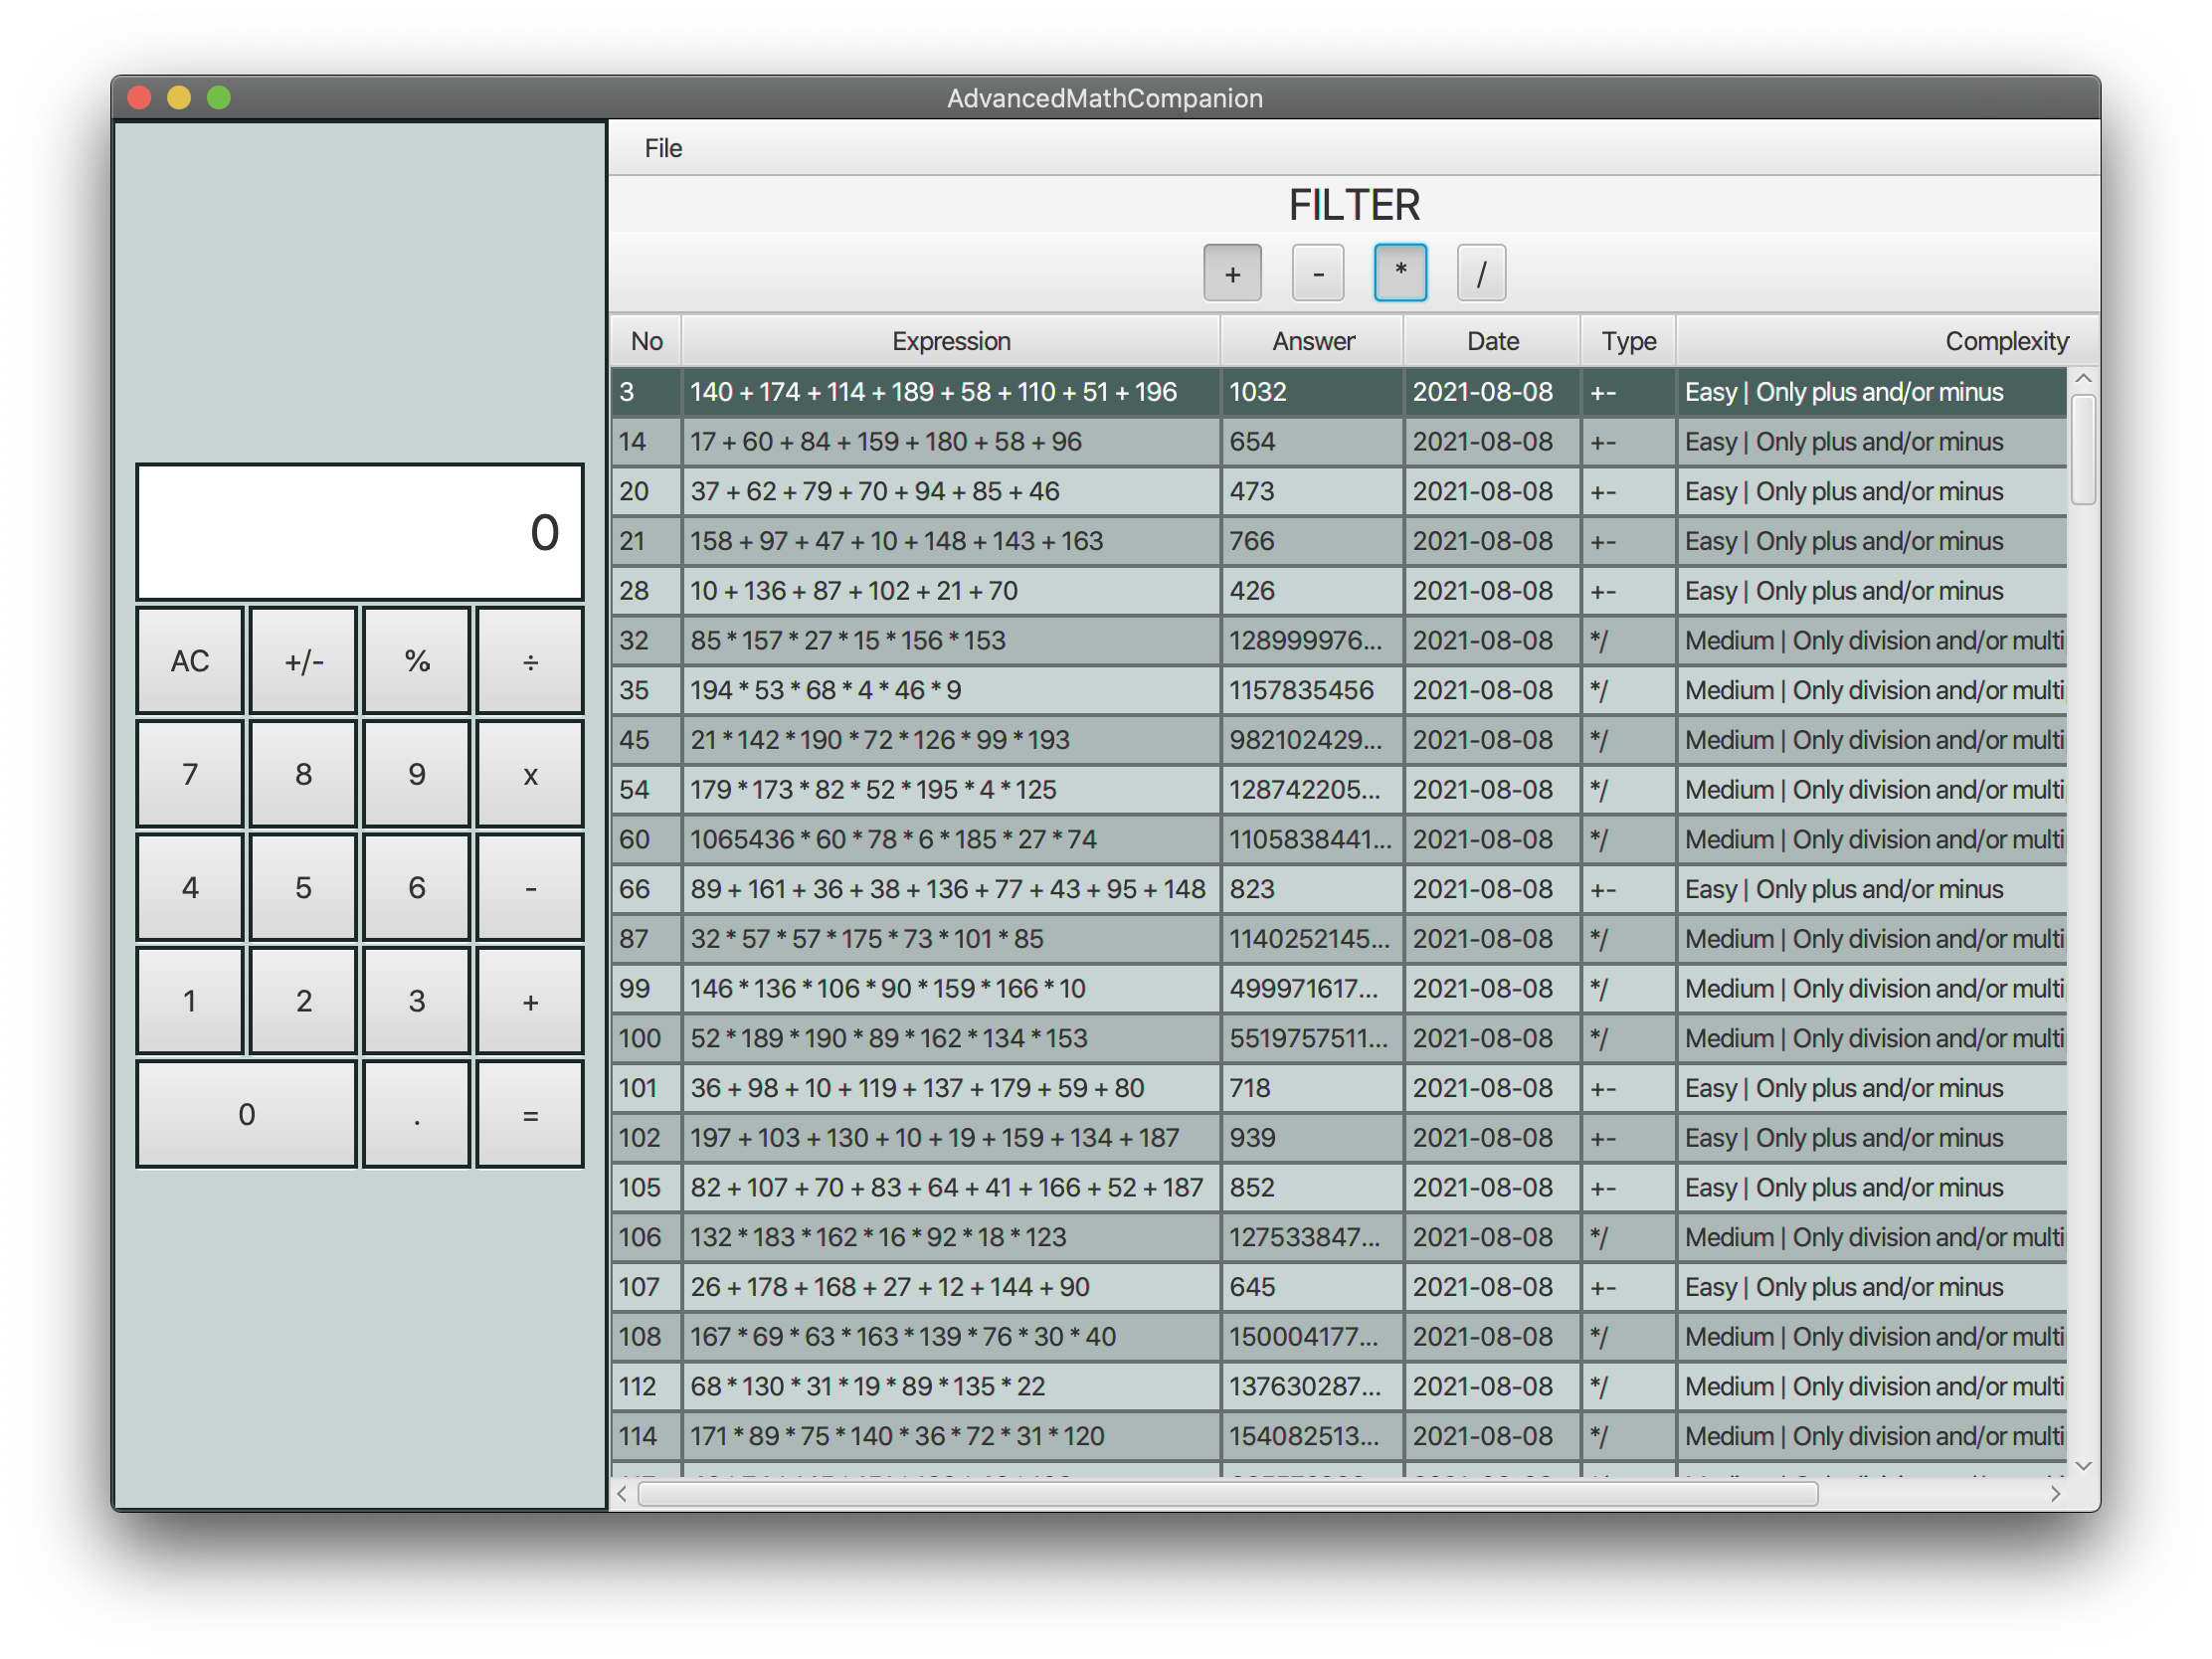 AdvancedMathCompanion
File
FILTER
+ - * /
No Expression Answer Date Type Complexity
3 140 + 174 + 114 + 189 + 58 + 110 + 51 + 196 1032 2021-08-08 +- Easy | Only plus and/or minus
14 17 + 60 + 84 + 159 + 180 + 58 + 96 654 2021-08-08 +- Easy | Only plus and/or minus
20 37 + 62 + 79 + 70 + 94 + 85 + 46 473 2021-08-08 +- Easy | Only plus and/or minus
21 158 + 97 + 47 + 10 + 148 + 143 + 163 766 2021-08-08 +- Easy | Only plus and/or minus
28 10 + 136 + 87 + 102 + 21 + 70 426 2021-08-08 +- Easy | Only plus and/or minus
32 85 * 157 * 27 * 15 * 156 * 153 128999976... 2021-08-08 */ Medium | Only division and/or multi
35 194 * 53 * 68 * 4 * 46 * 9 1157835456 2021-08-08 */ Medium | Only division and/or multi
45 21 * 142 * 190 * 72 * 126 * 99 * 193 982102429... 2021-08-08 */ Medium | Only division and/or multi
54 179 * 173 * 82 * 52 * 195 * 4 * 125 128742205... 2021-08-08 */ Medium | Only division and/or multi
60 1065436 * 60 * 78 * 6 * 185 * 27 * 74 1105838441... 2021-08-08 */ Medium | Only division and/or multi
66 89 + 161 + 36 + 38 + 136 + 77 + 43 + 95 + 148 823 2021-08-08 +- Easy | Only plus and/or minus
87 32 * 57 * 57 * 175 * 73 * 101 * 85 1140252145... 2021-08-08 */ Medium | Only division and/or multi
99 146 * 136 * 106 * 90 * 159 * 166 * 10 499971617... 2021-08-08 */ Medium | Only division and/or multi
100 52 * 189 * 190 * 89 * 162 * 134 * 153 5519757511... 2021-08-08 */ Medium | Only division and/or multi
101 36 + 98 + 10 + 119 + 137 + 179 + 59 + 80 718 2021-08-08 +- Easy | Only plus and/or minus
102 197 + 103 + 130 + 10 + 19 + 159 + 134 + 187 939 2021-08-08 +- Easy | Only plus and/or minus
105 82 + 107 + 70 + 83 + 64 + 41 + 166 + 52 + 187 852 2021-08-08 +- Easy | Only plus and/or minus
106 132 * 183 * 162 * 16 * 92 * 18 * 123 127533847... 2021-08-08 */ Medium | Only division and/or multi
107 26 + 178 + 168 + 27 + 12 + 144 + 90 645 2021-08-08 +- Easy | Only plus and/or minus
108 167 * 69 * 63 * 163 * 139 * 76 * 30 * 40 150004177... 2021-08-08 */ Medium | Only division and/or multi
112 68 * 130 * 31 * 19 * 89 * 135 * 22 137630287... 2021-08-08 */ Medium | Only division and/or multi
114 171 * 89 * 75 * 140 * 36 * 72 * 31 * 120 154082513... 2021-08-08 */ Medium | Only division and/or multi
0
AC +/- % ÷
7 8 9 x
4 5 6 -
1 2 3 +
0 . =